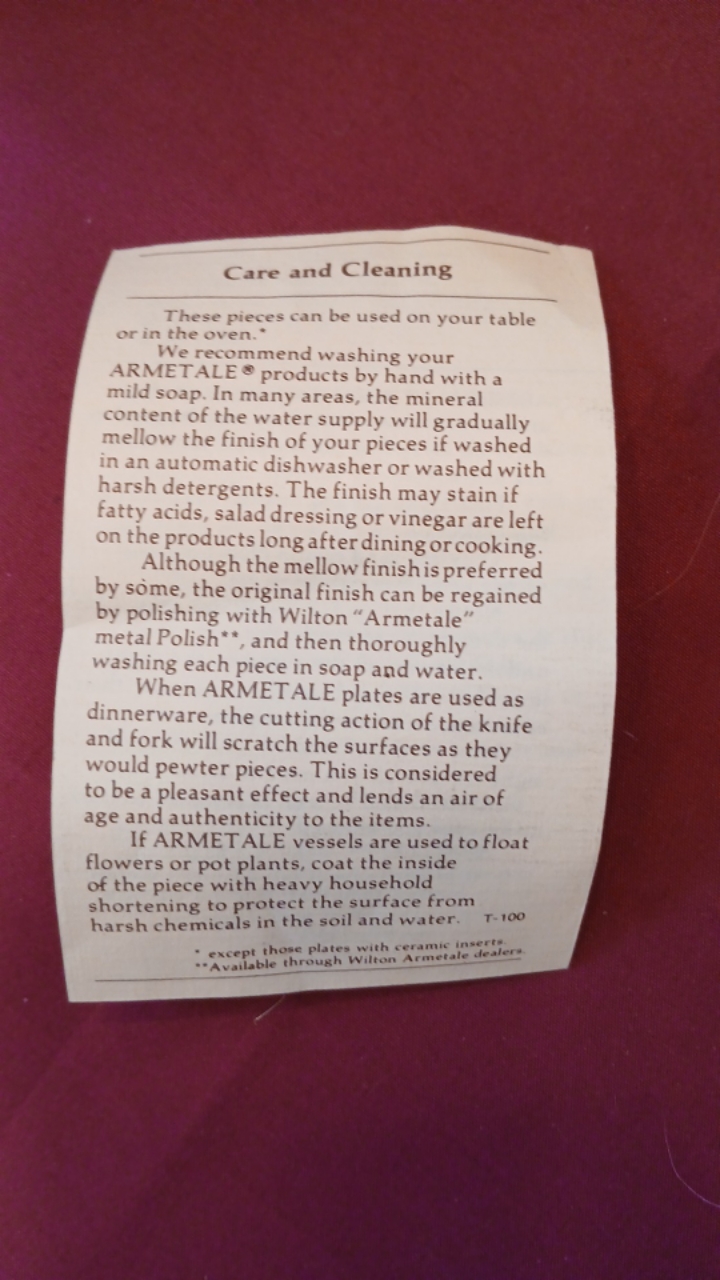 Care and Cleaning
These pieces can be used on your table
or in the oven.*
We recommend washing your
ARMETALE® products by hand with a
mild soap. In many areas, the mineral
content of the water supply will gradually
mellow the finish of your pieces if washed
in an automatic dishwasher or washed with
harsh detergents. The finish may stain if
fatty acids, salad dressing or vinegar are left
on the products long after dining or cooking.
Although the mellow finish is preferred
by some, the original finish can be regained
by polishing with Wilton “Armetale”
metal Polish**, and then thoroughly
washing each piece in soap and water.
When ARMETALE plates are used as
dinnerware, the cutting action of the knife
and fork will scratch the surfaces as they
would pewter pieces. This is considered
to be a pleasant effect and lends an air of
age and authenticity to the items.
If ARMETALE vessels are used to float
flowers or pot plants, coat the inside
of the piece with heavy household
shortening to protect the surface from
harsh chemicals in the soil and water. T-100
* except those plates with ceramic inserts.
**Available through Wilton Armetale dealers.